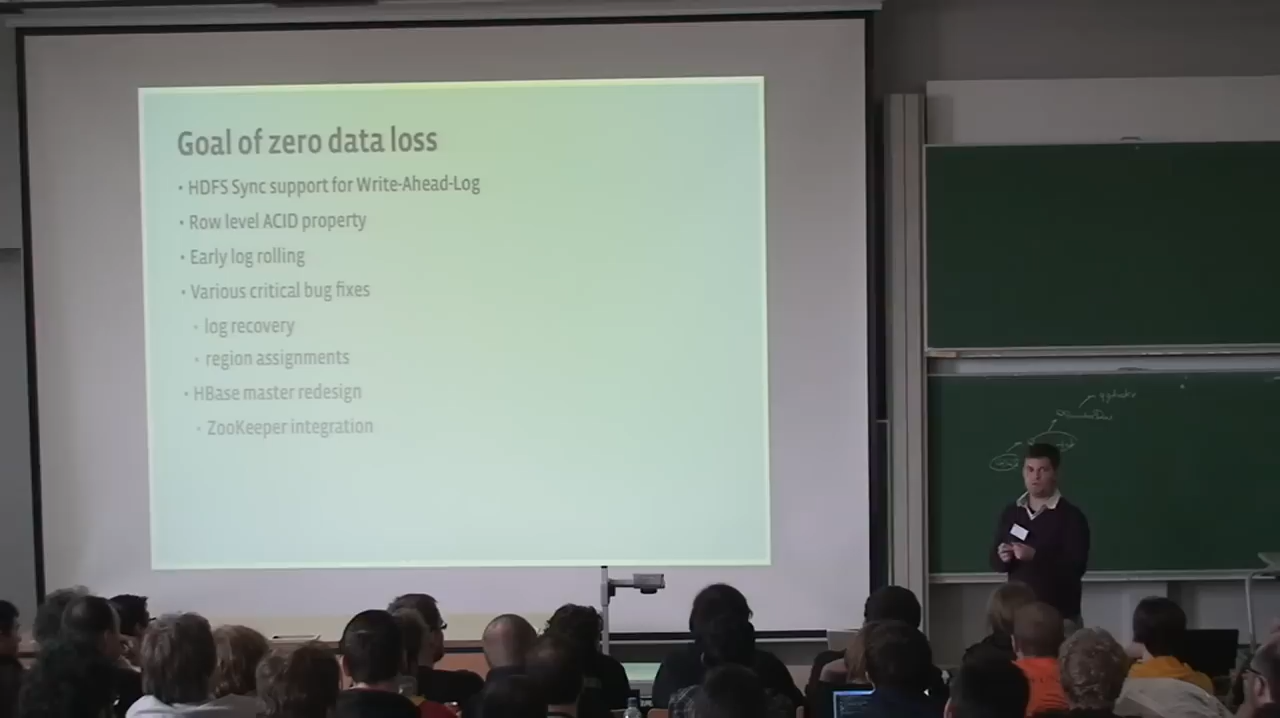 Goal of zero data loss
• HDFS Sync support for Write-Ahead-Log
• Row level ACID property
• Early log rolling
• Various critical bug fixes
• log recovery
• region assignments
• HBase master redesign
• ZooKeeper integration